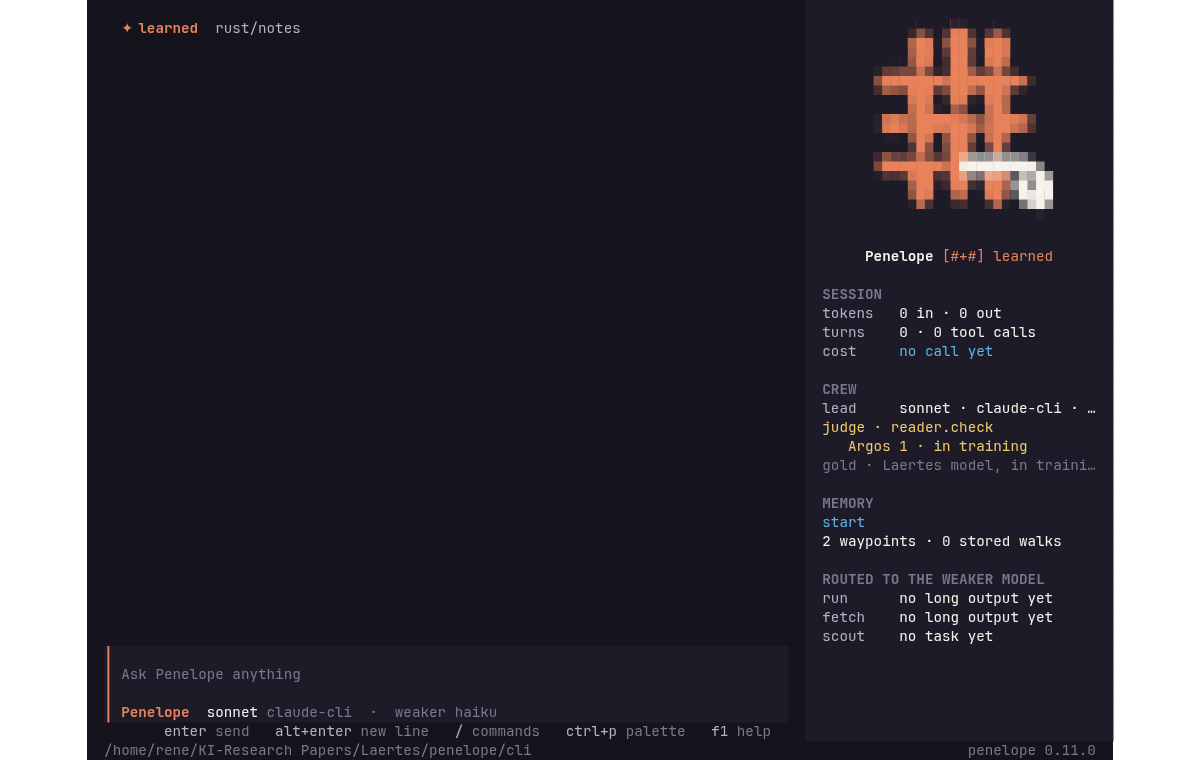 ✦ learned rust/notes
Penelope [#+#] learned
SESSION
tokens 0 in · 0 out
turns 0 · 0 tool calls
cost no call yet
CREW
lead sonnet · claude-cli · …
judge · reader.check
Argos 1 · in training
gold · Laertes model, in traini…
MEMORY
start
2 waypoints · 0 stored walks
ROUTED TO THE WEAKER MODEL
run no long output yet
fetch no long output yet
scout no task yet
Ask Penelope anything
Penelope sonnet claude-cli · weaker haiku
enter send alt+enter new line / commands ctrl+p palette f1 help
/home/rene/KI-Research Papers/Laertes/penelope/cli
penelope 0.11.0